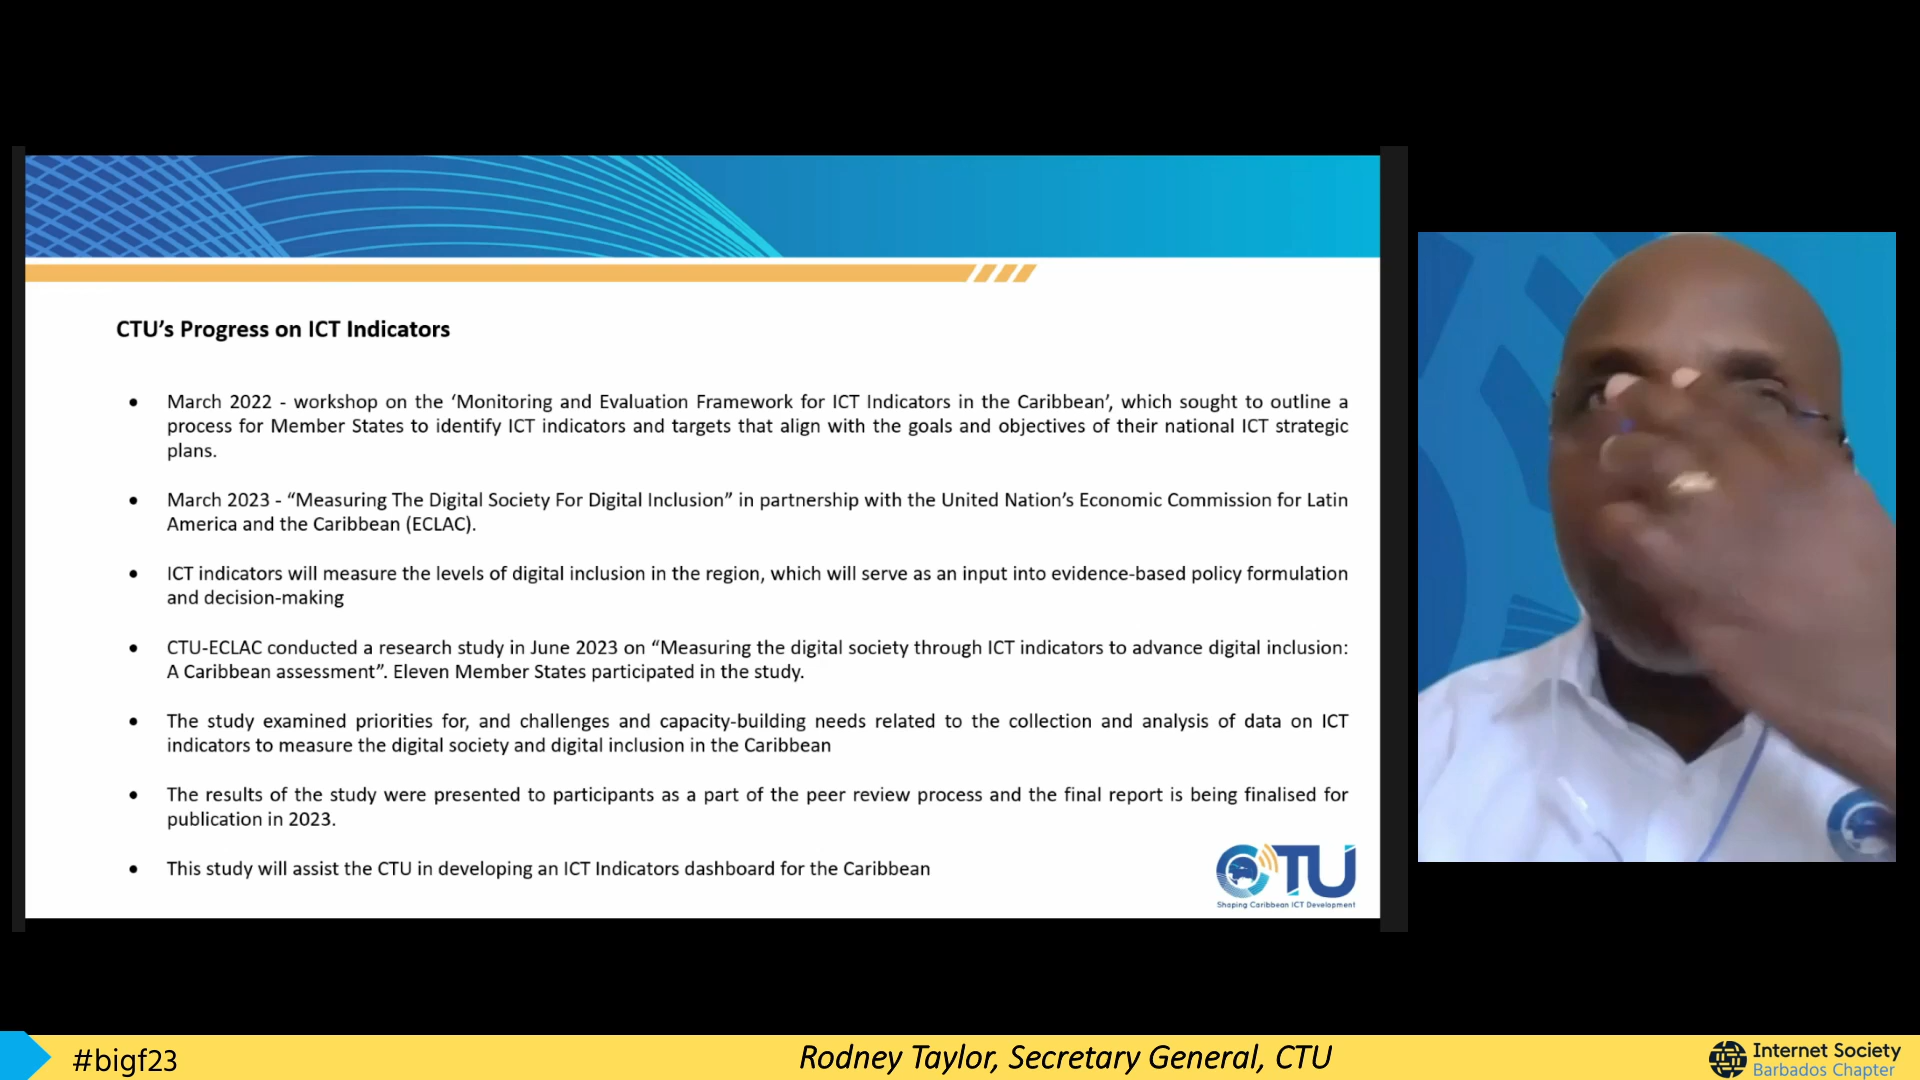 CTU’s Progress on ICT Indicators
● March 2022 - workshop on the ‘Monitoring and Evaluation Framework for ICT Indicators in the Caribbean’, which sought to outline a
process for Member States to identify ICT indicators and targets that align with the goals and objectives of their national ICT strategic
plans.
● March 2023 - “Measuring The Digital Society For Digital Inclusion” in partnership with the United Nation’s Economic Commission for Latin
America and the Caribbean (ECLAC).
● ICT indicators will measure the levels of digital inclusion in the region, which will serve as an input into evidence-based policy formulation
and decision-making
● CTU-ECLAC conducted a research study in June 2023 on “Measuring the digital society through ICT indicators to advance digital inclusion:
A Caribbean assessment”. Eleven Member States participated in the study.
● The study examined priorities for, and challenges and capacity-building needs related to the collection and analysis of data on ICT
indicators to measure the digital society and digital inclusion in the Caribbean
● The results of the study were presented to participants as a part of the peer review process and the final report is being finalised for
publication in 2023.
● This study will assist the CTU in developing an ICT Indicators dashboard for the Caribbean
CTU
Shaping Caribbean ICT Development
#bigf23
Rodney Taylor, Secretary General, CTU
Internet Society
Barbados Chapter